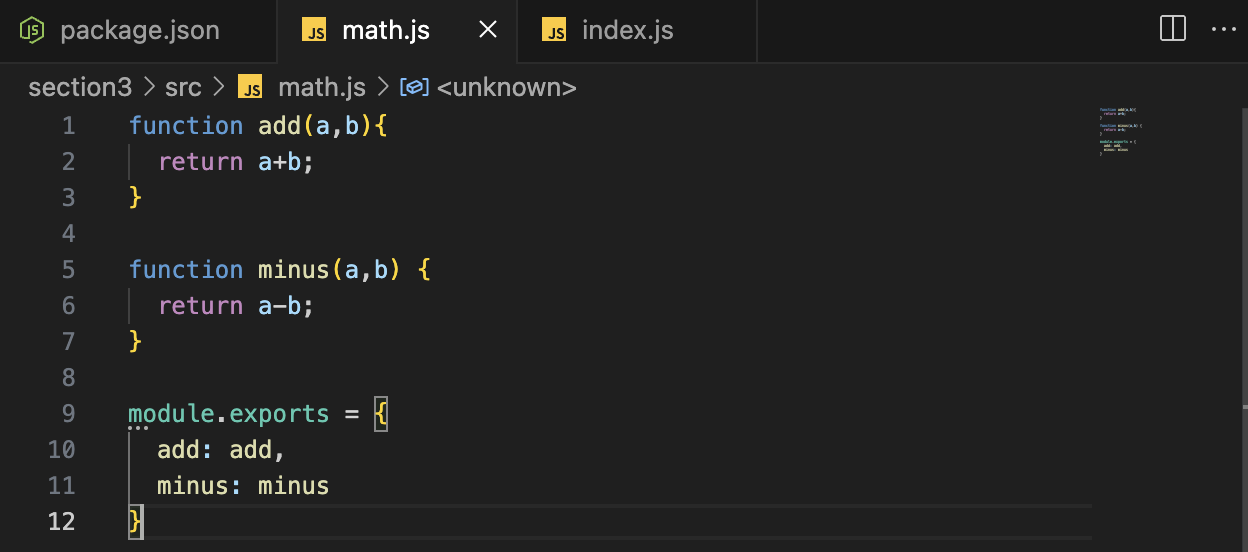 package.json JS math.js JS index.js
section3 > src > JS math.js > <unknown>
1 function add(a,b){
2   return a+b;
3 }
4
5 function minus(a,b) {
6   return a-b;
7 }
8
9 module.exports = {
10   add: add,
11   minus: minus
12 }